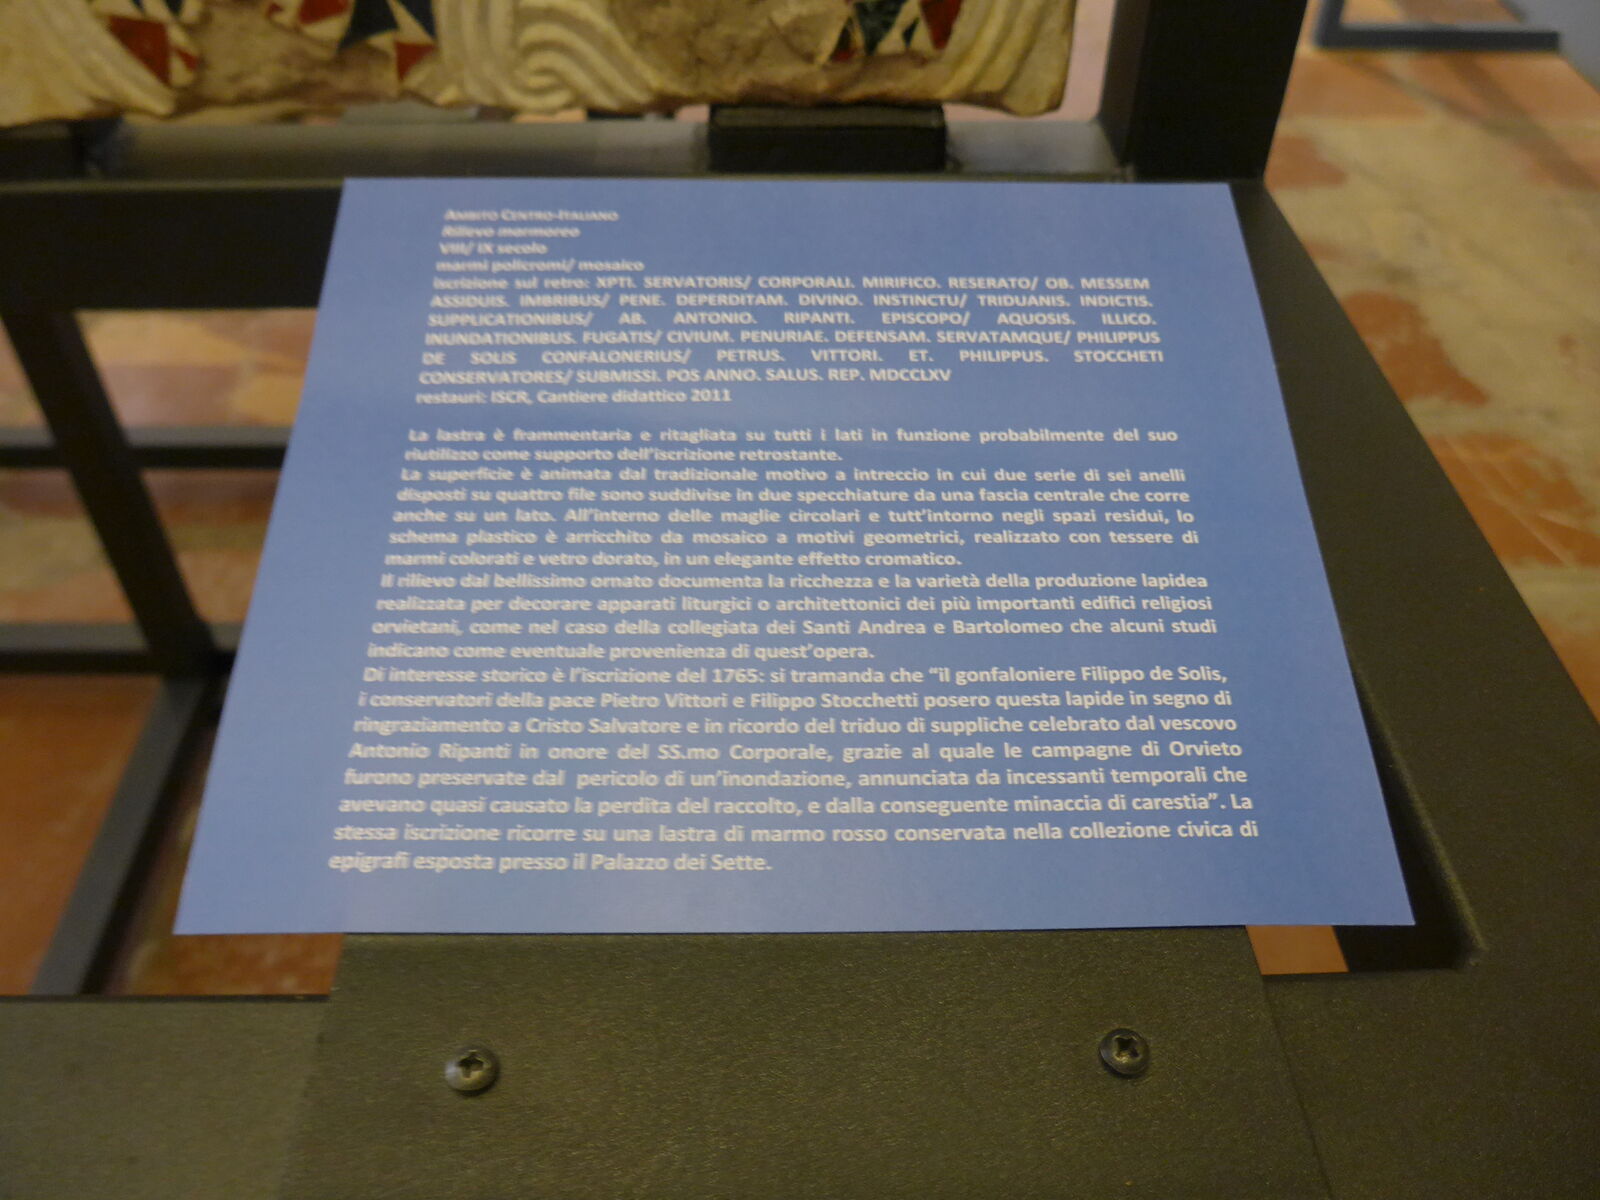 AMBITO CENTRO-ITALIANO
Rilievo marmoreo
VIII/ IX secolo
marmi policromi/ mosaico
iscrizione sul retro: XPTI. SERVATORIS/ CORPORALI. MIRIFICO. RESERATO/ OB. MESSEM
ASSIDUIS. IMBRIBUS/ PENE. DEPERDITAM. DIVINO. INSTINCTU/ TRIDUANIS. INDICTIS.
SUPPLICATIONIBUS/ AB. ANTONIO. RIPANTI. EPISCOPO/ AQUOSIS. ILLICO.
INUNDATIONIBUS. FUGATIS/ CIVIUM. PENURIAE. DEFENSAM. SERVATAMQUE/ PHILIPPUS
DE SOLIS CONFALONERIUS/ PETRUS. VITTORI. ET. PHILIPPUS. STOCCHETI
CONSERVATORES/ SUBMISSI. POS ANNO. SALUS. REP. MDCCLXV
restauri: ISCR, Cantiere didattico 2011
La lastra è frammentaria e ritagliata su tutti i lati in funzione probabilmente del suo
riutilizzo come supporto dell'iscrizione retrostante.
La superficie è animata dal tradizionale motivo a intreccio in cui due serie di sei anelli
disposti su quattro file sono suddivise in due specchiature da una fascia centrale che corre
anche su un lato. All'interno delle maglie circolari e tutt'intorno negli spazi residui, lo
schema plastico è arricchito da mosaico a motivi geometrici, realizzato con tessere di
marmi colorati e vetro dorato, in un elegante effetto cromatico.
Il rilievo dal bellissimo ornato documenta la ricchezza e la varietà della produzione lapidea
realizzata per decorare apparati liturgici o architettonici dei più importanti edifici religiosi
orvietani, come nel caso della collegiata dei Santi Andrea e Bartolomeo che alcuni studi
indicano come eventuale provenienza di quest'opera.
Di interesse storico è l'iscrizione del 1765: si tramanda che "il gonfaloniere Filippo de Solis,
i conservatori della pace Pietro Vittori e Filippo Stocchetti posero questa lapide in segno di
ringraziamento a Cristo Salvatore e in ricordo del triduo di suppliche celebrato dal vescovo
Antonio Ripanti in onore del SS.mo Corporale, grazie al quale le campagne di Orvieto
furono preservate dal pericolo di un'inondazione, annunciata da incessanti temporali che
avevano quasi causato la perdita del raccolto, e dalla conseguente minaccia di carestia". La
stessa iscrizione ricorre su una lastra di marmo rosso conservata nella collezione civica di
epigrafi esposta presso il Palazzo dei Sette.